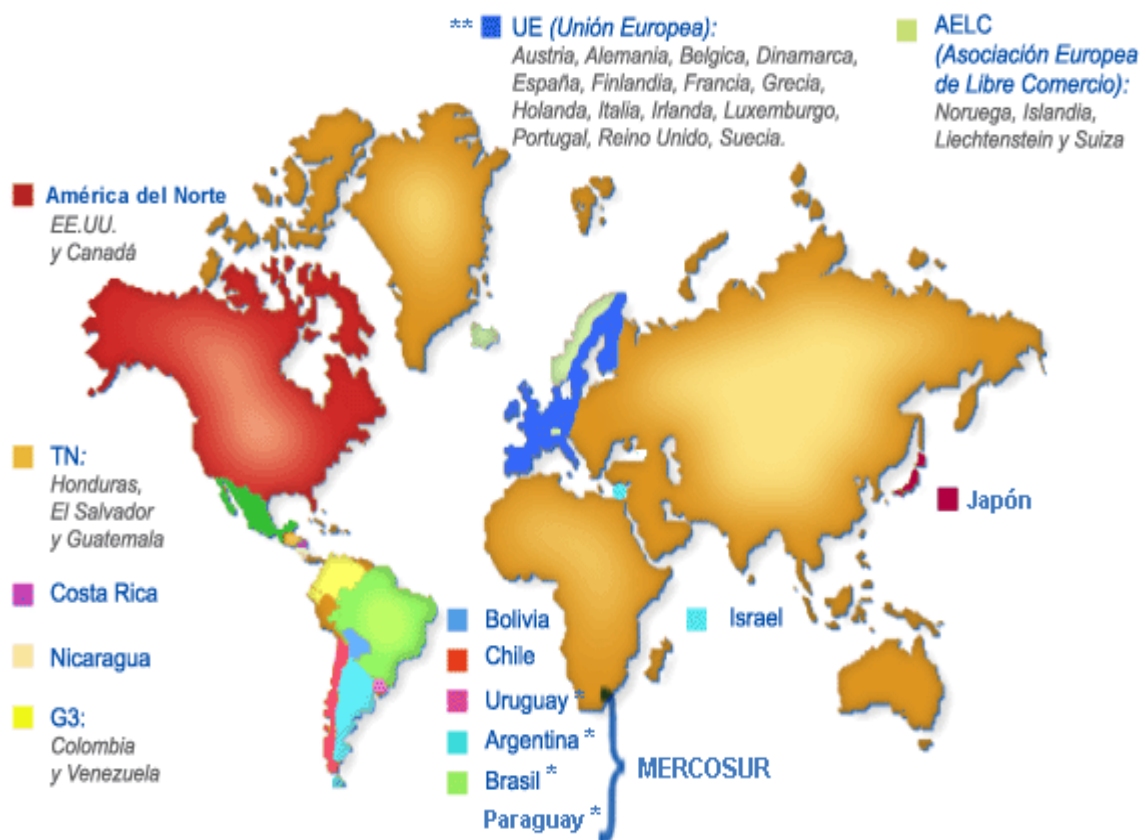 ** UE (Unión Europea):
Austria, Alemania, Belgica, Dinamarca,
España, Finlandia, Francia, Grecia,
Holanda, Italia, Irlanda, Luxemburgo,
Portugal, Reino Unido, Suecia.
AELC
(Asociación Europea
de Libre Comercio):
Noruega, Islandia,
Liechtenstein y Suiza
América del Norte
EE.UU.
y Canadá
TN:
Honduras,
El Salvador
y Guatemala
Costa Rica
Nicaragua
G3:
Colombia
y Venezuela
Bolivia
Chile
Uruguay *
Argentina *
Brasil *
Paraguay *
MERCOSUR
Israel
Japón